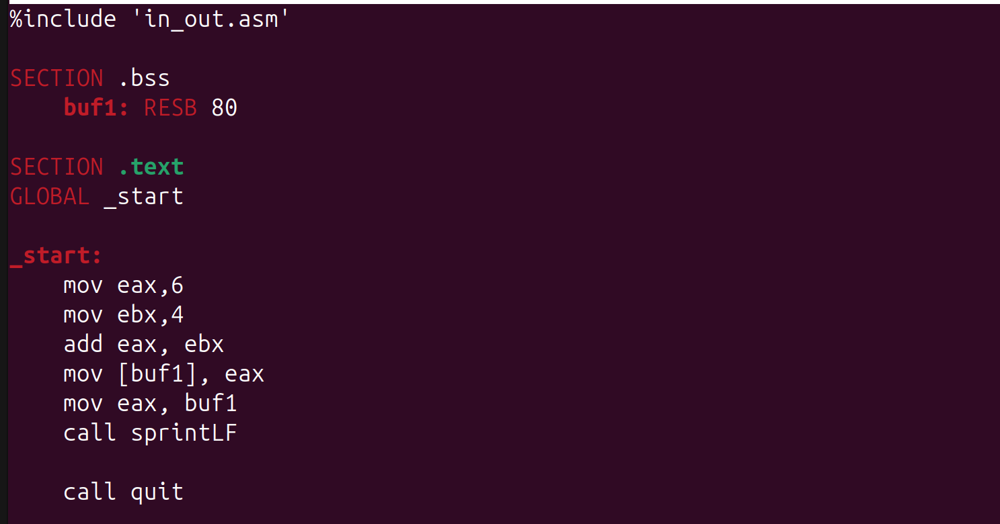 %include 'in_out.asm'
SECTION .bss
buf1: RESB 80
SECTION .text
GLOBAL _start
_start:
mov eax,6
mov ebx,4
add eax, ebx
mov [buf1], eax
mov eax, buf1
call sprintLF
call quit